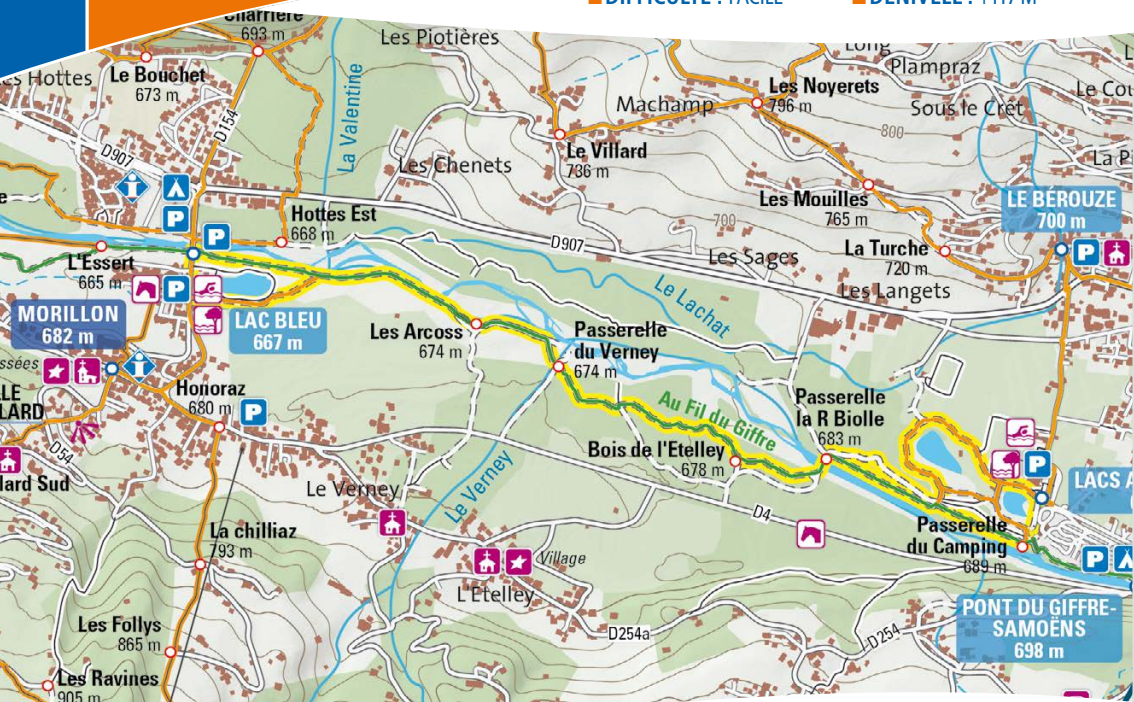 DIFFICULTÉ : FACILE
DÉNIVELÉ :
Charrière
693 m
Les Piotières
Long
Plampraz
Les Hottes
Le Bouchet
673 m
La Valentine
Les Noyerets
796 m
Sous le Crét
Machamp
D154
800
D907
Le Villard
736 m
Les Chenets
Les Mouilles
765 m
LE BÉROUZE
700 m
Hottes Est
668 m
700
D907
La Turche
720 m
Les Sages
L'Essert
665 m
Les Langets
Le Lachat
MORILLON
682 m
LAC BLEU
667 m
Les Arcoss
674 m
Passerelle
du Verney
674 m
Honoraz
680 m
Au Fil du Giffre
Passerelle
la R Biolle
683 m
Bois de l'Etelley
678 m
D54
Le Verney
Le Verney
D4
LACS
Passerelle
du Camping
689 m
La chilliaz
793 m
Village
L'Etelley
PONT DU GIFFRE-
SAMOËNS
698 m
Les Follys
865 m
D254a
D254
Les Ravines
905 m